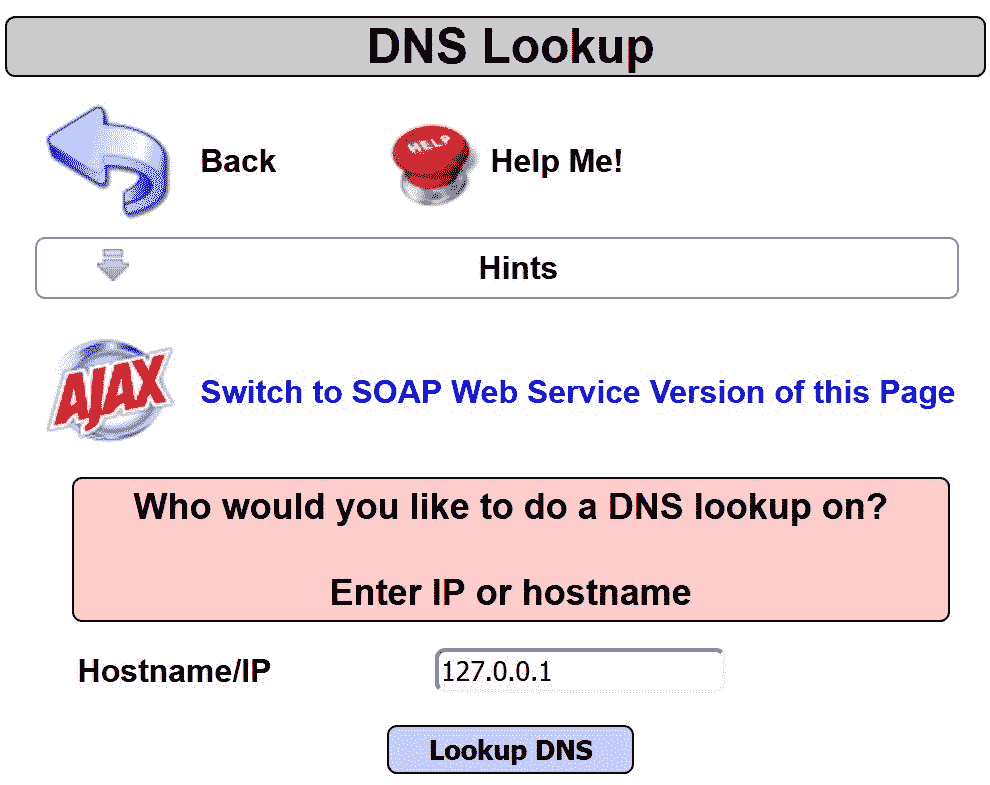 DNS Lookup
Back
HELP
Help Me!
Hints
AJAX
Switch to SOAP Web Service Version of this Page
Who would you like to do a DNS lookup on?
Enter IP or hostname
Hostname/IP
127.0.0.1
Lookup DNS